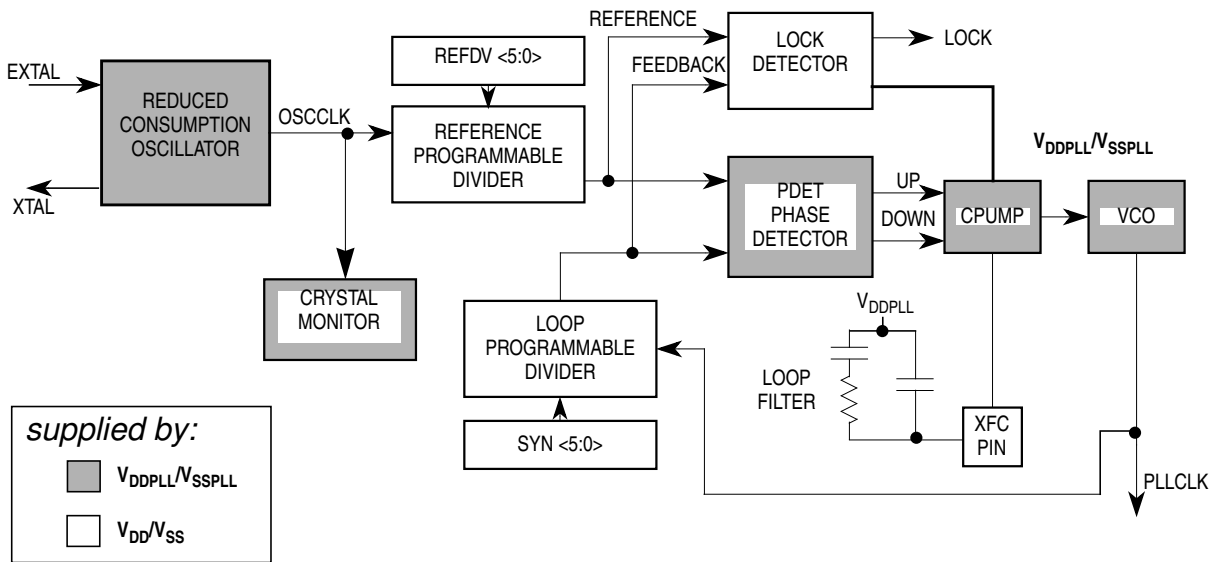 REFERENCE
LOCK
DETECTOR
LOCK
FEEDBACK
REFDV <5:0>
EXTAL
REDUCED
CONSUMPTION
OSCILLATOR
XTAL
OSCCLK
REFERENCE
PROGRAMMABLE
DIVIDER
PDET
PHASE
DETECTOR
UP
DOWN
CPUMP
VDDPLL/VSSPLL
VCO
CRYSTAL
MONITOR
LOOP
PROGRAMMABLE
DIVIDER
SYN <5:0>
VDDPLL
LOOP
FILTER
XFC
PIN
PLLCLK
supplied by:
VDDPLL/VSSPLL
VDD/VSS